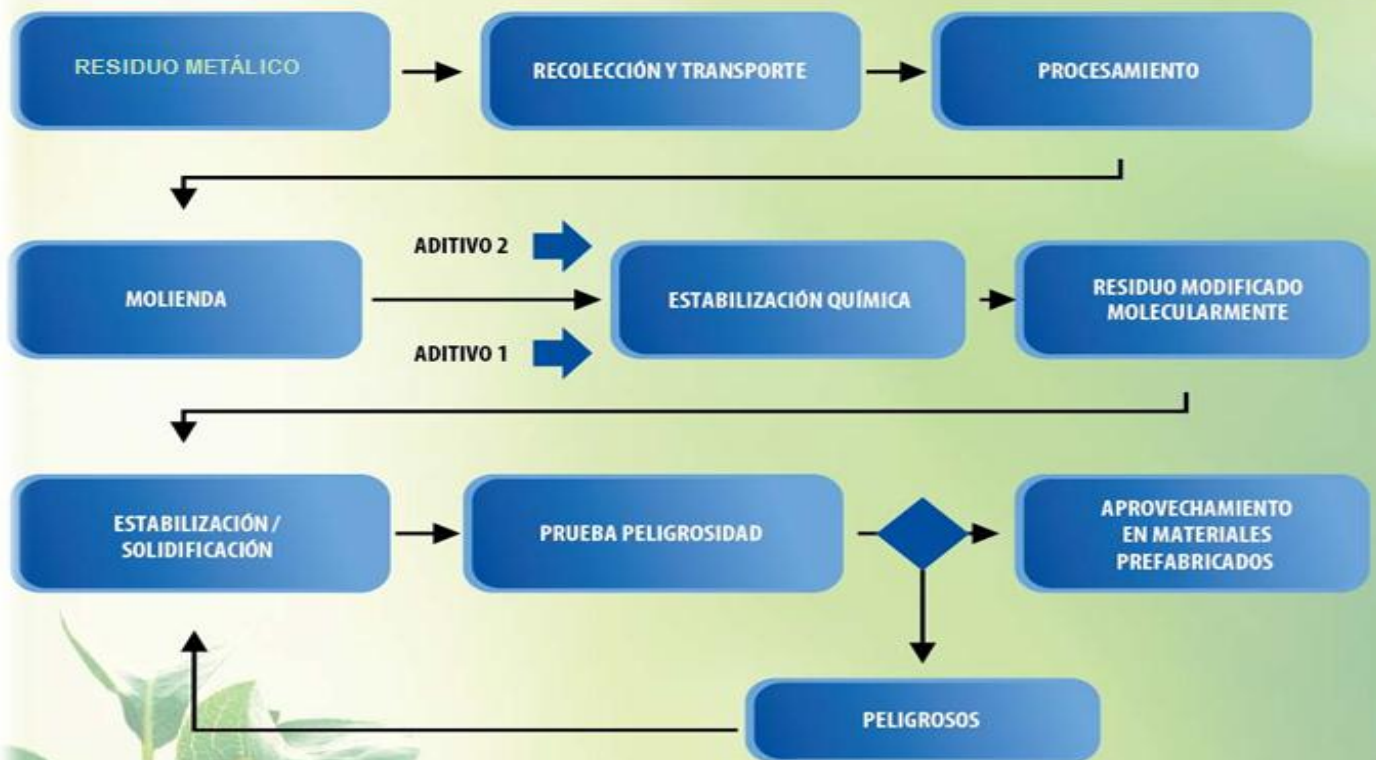 RESIDUO METÁLICO
RECOLECCIÓN Y TRANSPORTE
PROCESAMIENTO
MOLIENDA
ADITIVO 2
ADITIVO 1
ESTABILIZACIÓN QUÍMICA
RESIDUO MODIFICADO
MOLECULARMENTE
ESTABILIZACIÓN /
SOLIDIFICACIÓN
PRUEBA PELIGROSIDAD
APROVECHAMIENTO
EN MATERIALES
PREFABRICADOS
PELIGROSOS